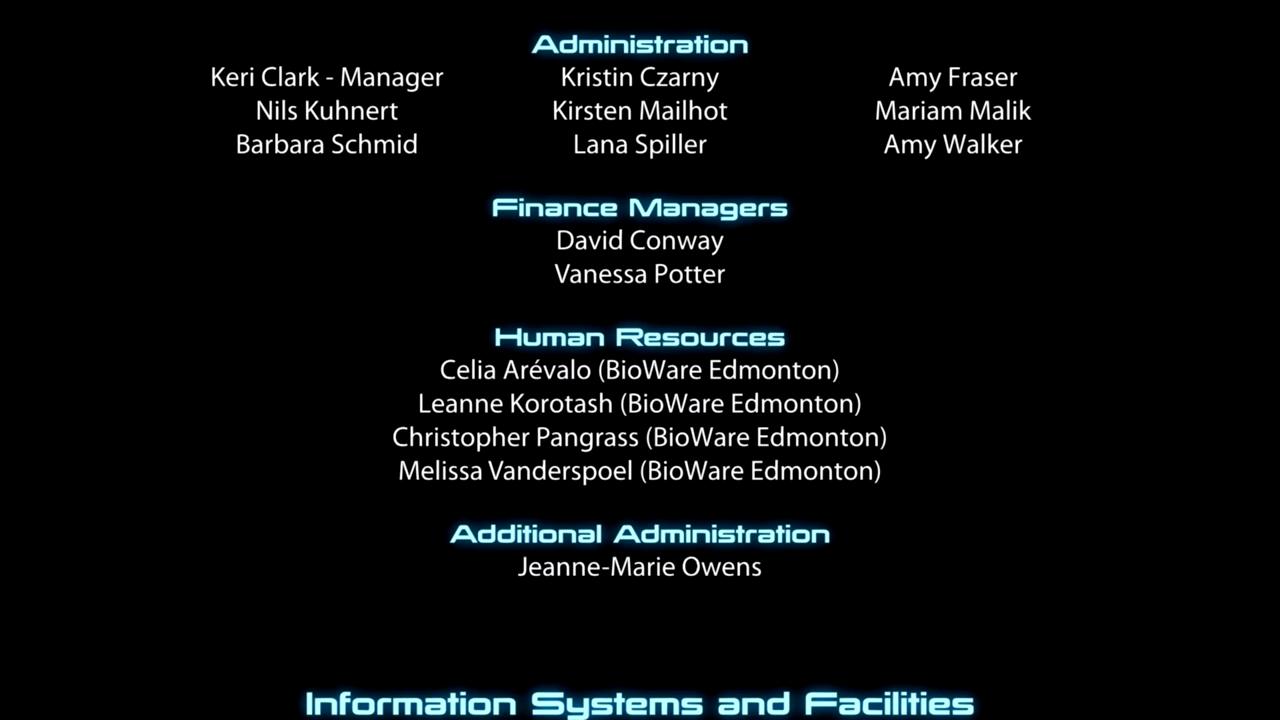 Administration
Keri Clark - Manager Kristin Czarny Amy Fraser
Nils Kuhnert Kirsten Mailhot Mariam Malik
Barbara Schmid Lana Spiller Amy Walker
Finance Managers
David Conway
Vanessa Potter
Human Resources
Celia Arévalo (BioWare Edmonton)
Leanne Korotash (BioWare Edmonton)
Christopher Pangrass (BioWare Edmonton)
Melissa Vanderspoel (BioWare Edmonton)
Additional Administration
Jeanne-Marie Owens
Information Systems and Facilities